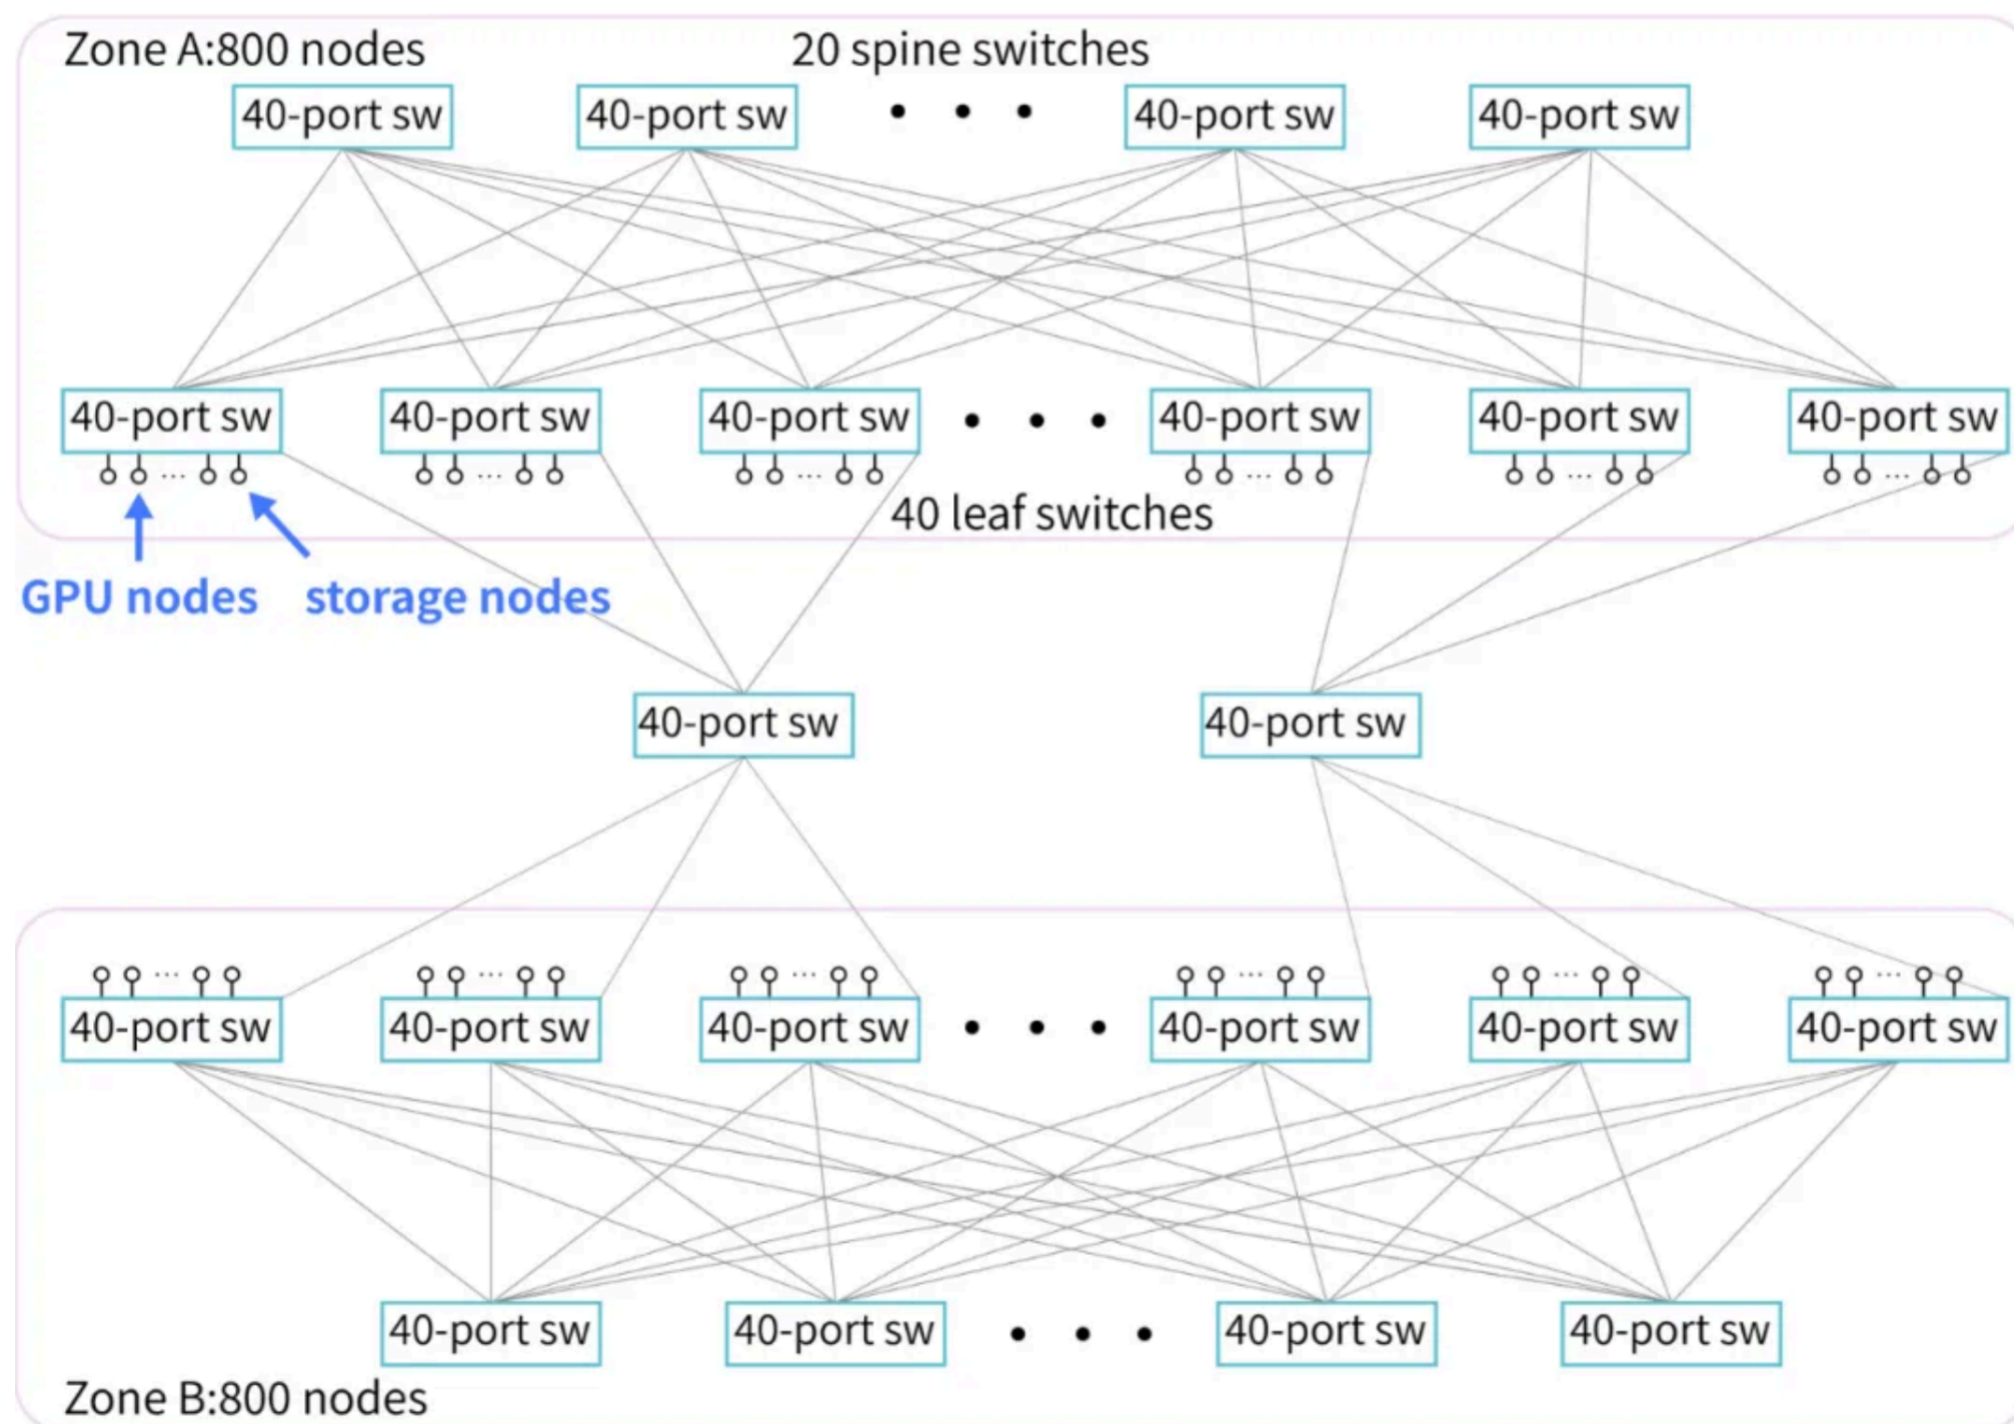 Zone A:800 nodes
20 spine switches
40-port sw
40-port sw
• • •
40-port sw
40-port sw
40-port sw
40-port sw
40-port sw
• • •
40-port sw
40-port sw
40-port sw
...
...
...
...
...
...
40 leaf switches
GPU nodes
storage nodes
40-port sw
40-port sw
...
...
...
...
...
...
40-port sw
40-port sw
40-port sw
• • •
40-port sw
40-port sw
40-port sw
40-port sw
40-port sw
• • •
40-port sw
40-port sw
Zone B:800 nodes